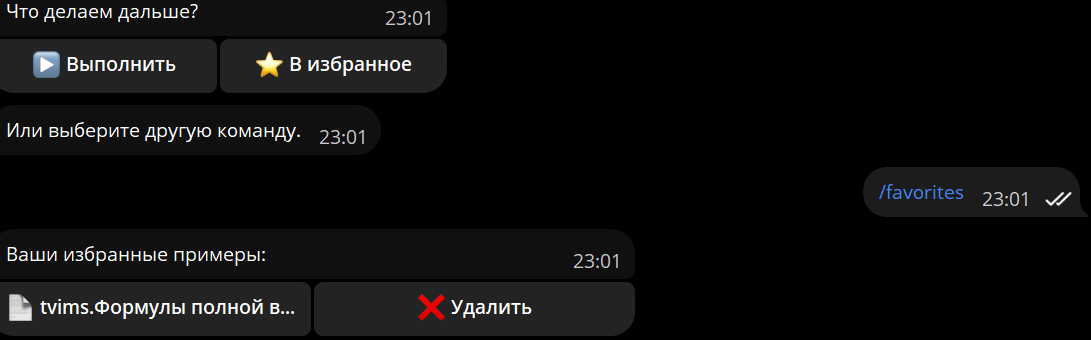 Что делаем дальше?
23:01
Выполнить
В избранное
Или выберите другую команду.
23:01
/favorites
23:01
Ваши избранные примеры:
23:01
tvims.Формулы полной в...
Удалить